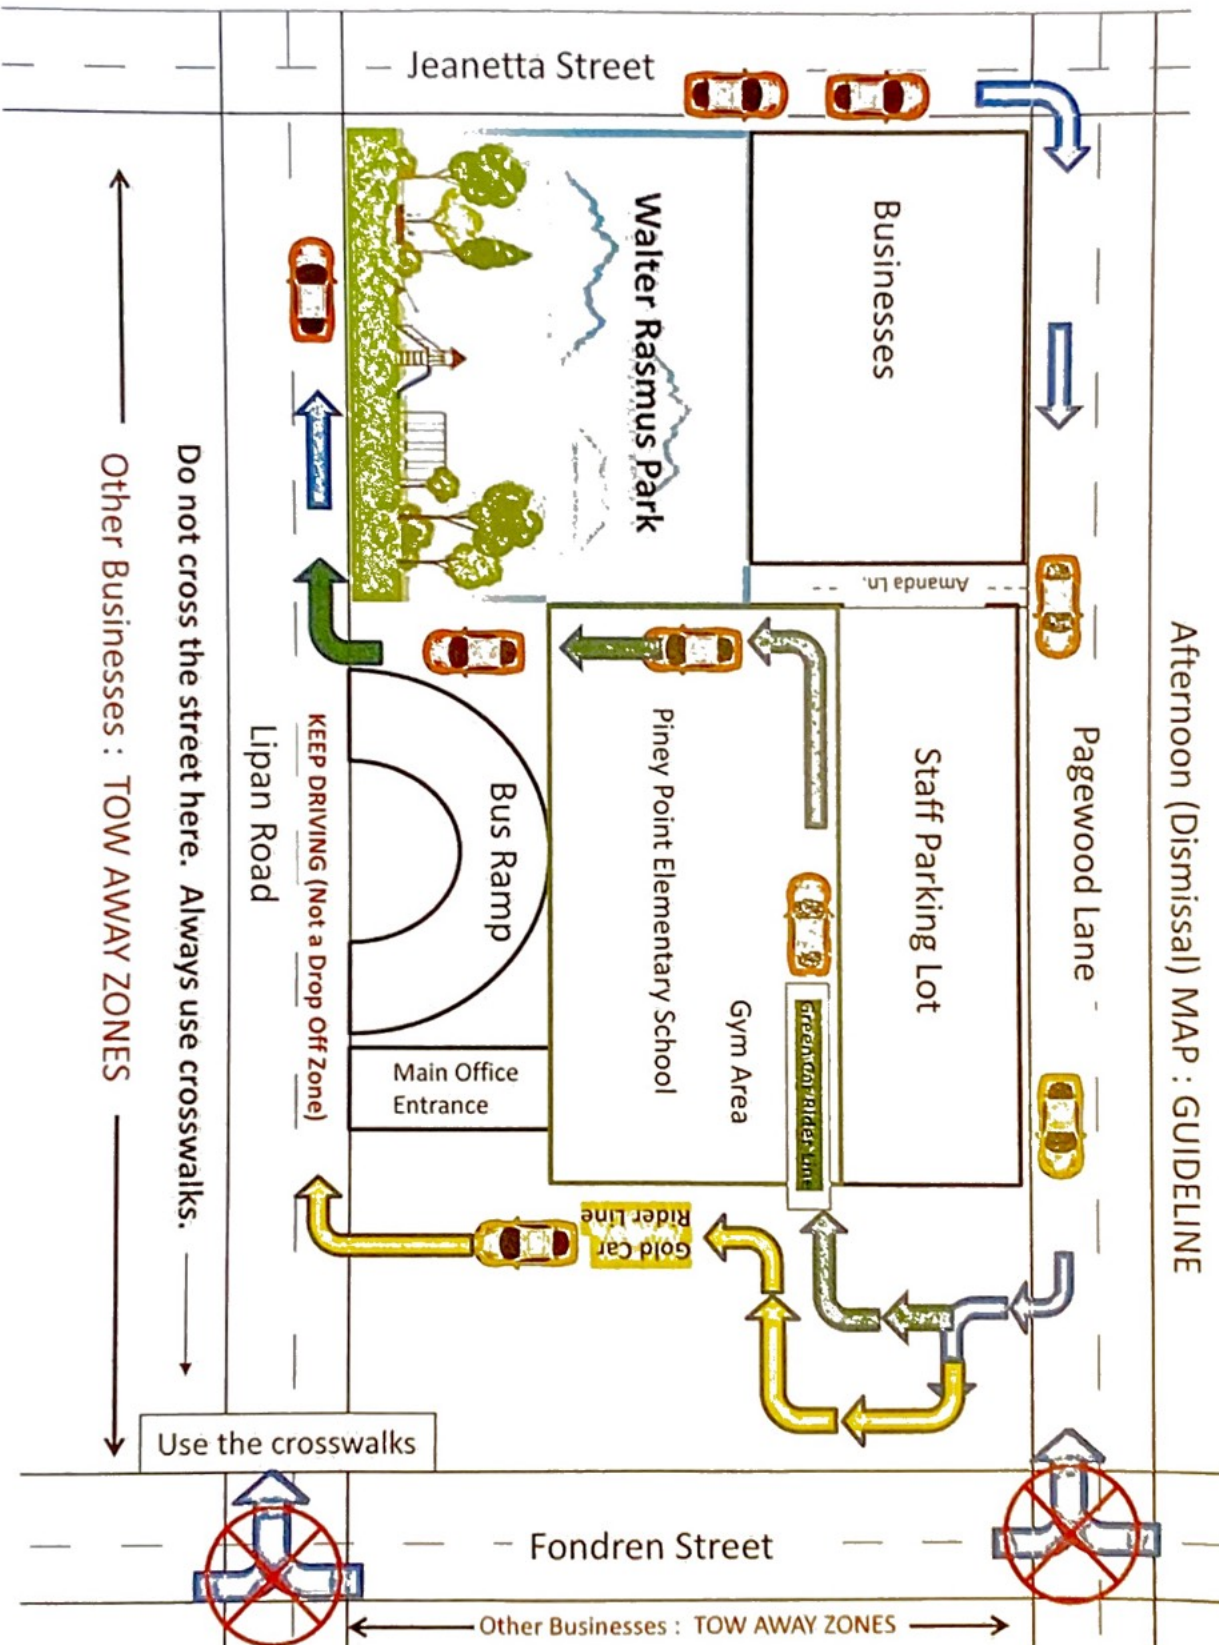 Afternoon (Dismissal) MAP : GUIDELINE
Jeanetta Street
Businesses
Walter Rasmus Park
Amanda Ln.
Pagewood Lane
Staff Parking Lot
Piney Point Elementary School
Gym Area
Green Car Rider Line
Bus Ramp
Main Office
Entrance
Gold Car
Rider Line
KEEP DRIVING (Not a Drop Off Zone)
Lipan Road
Do not cross the street here. Always use crosswalks.
Other Businesses : TOW AWAY ZONES
Use the crosswalks
Fondren Street
Other Businesses : TOW AWAY ZONES